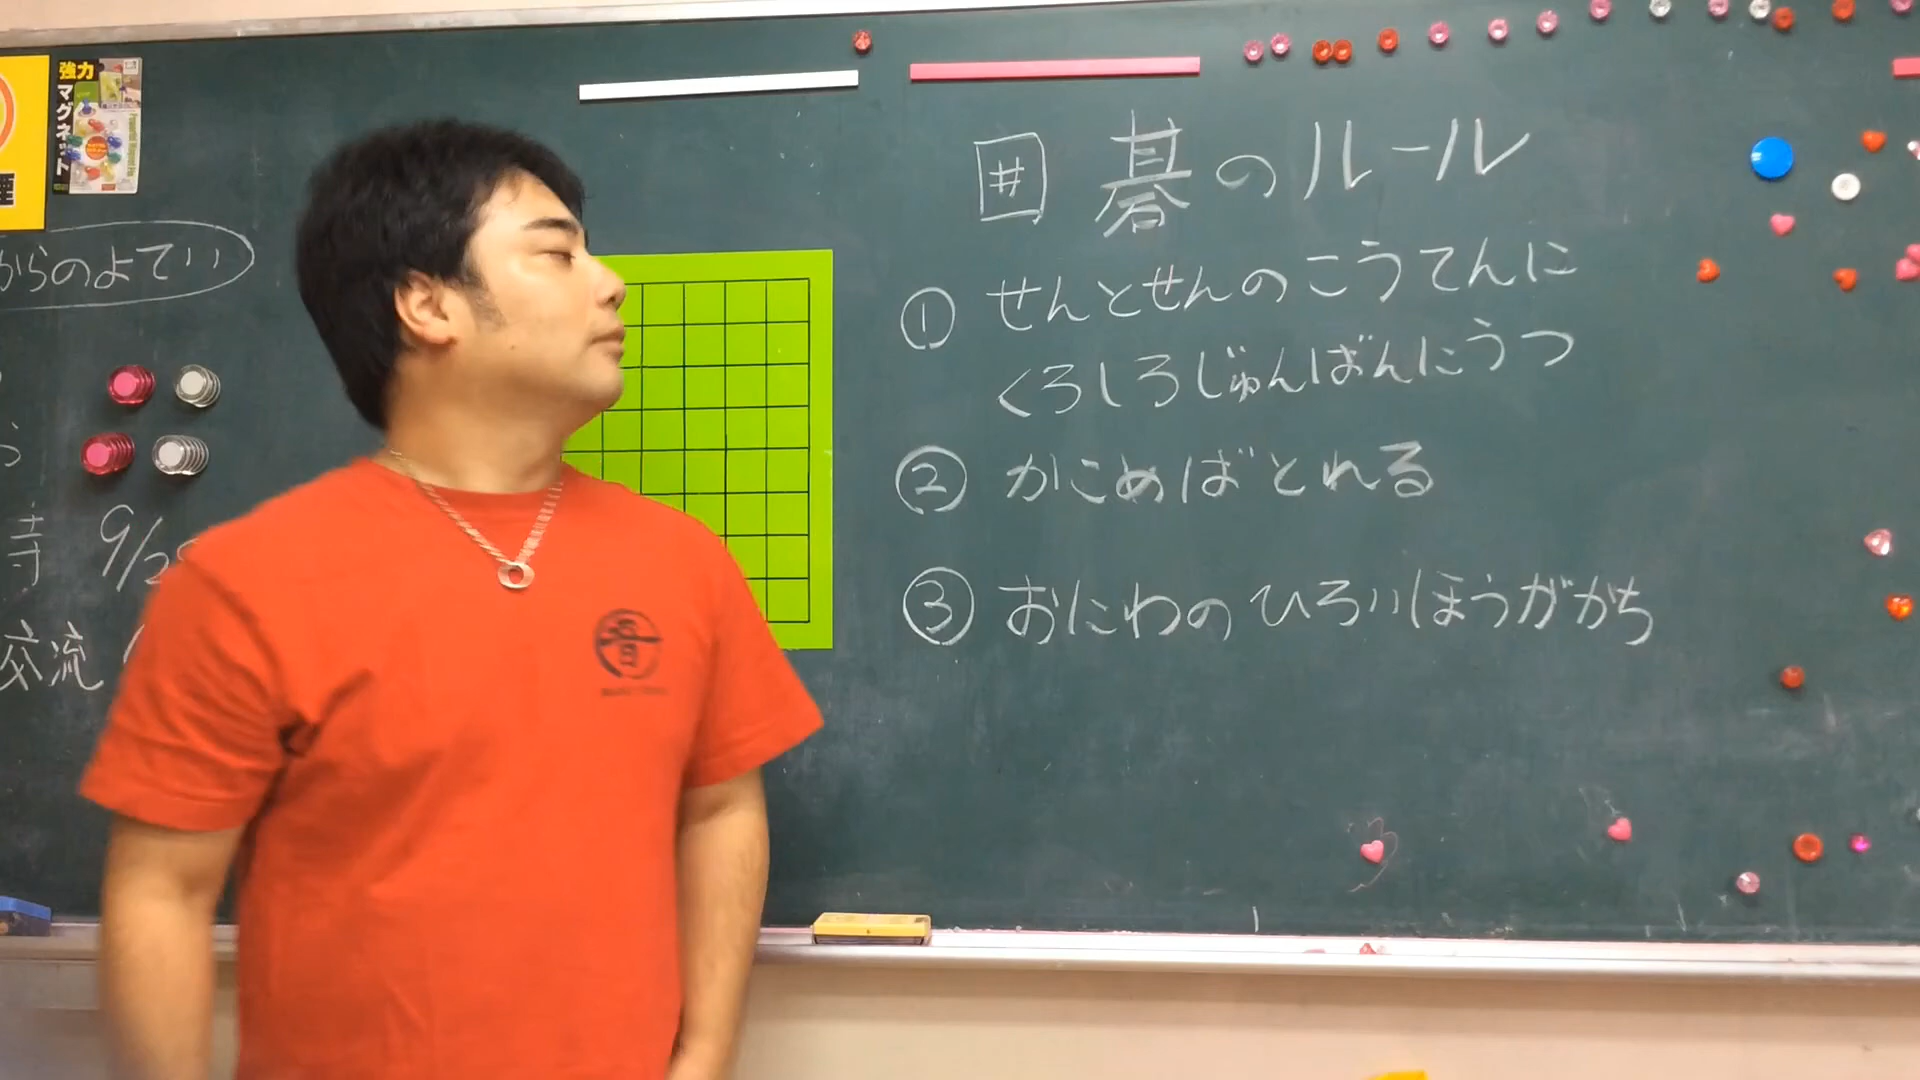 強力
マグネット
からのよてい
寺 9/2
交流
囲碁のルール
① せんとせんのこうてんに
くろしろじゅんばんにうつ
② かこめばとれる
③ おにわのひろいほうがかち